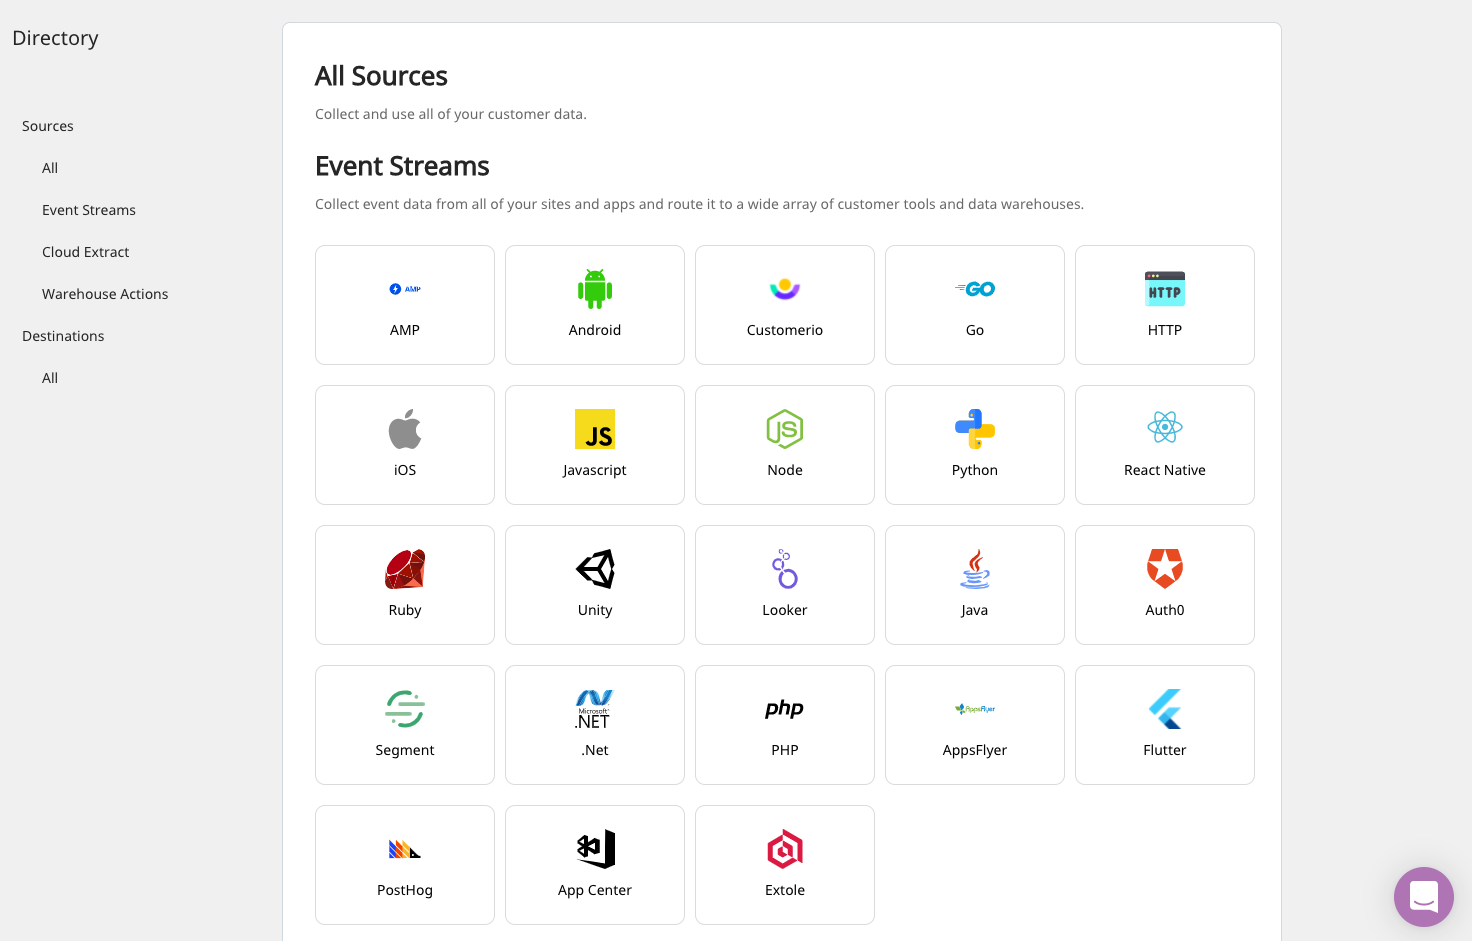 Directory
Sources
All
Event Streams
Cloud Extract
Warehouse Actions
Destinations
All
All Sources
Collect and use all of your customer data.
Event Streams
Collect event data from all of your sites and apps and route it to a wide array of customer tools and data warehouses.
AMP
AMP
Android
Customerio
GO
Go
HTTP
HTTP
iOS
JS
Javascript
JS
Node
Python
React Native
Ruby
Unity
Looker
Java
Auth0
Segment
Microsoft®
.NET
.Net
php
PHP
AppsFlyer
AppsFlyer
Flutter
PostHog
App Center
Extole